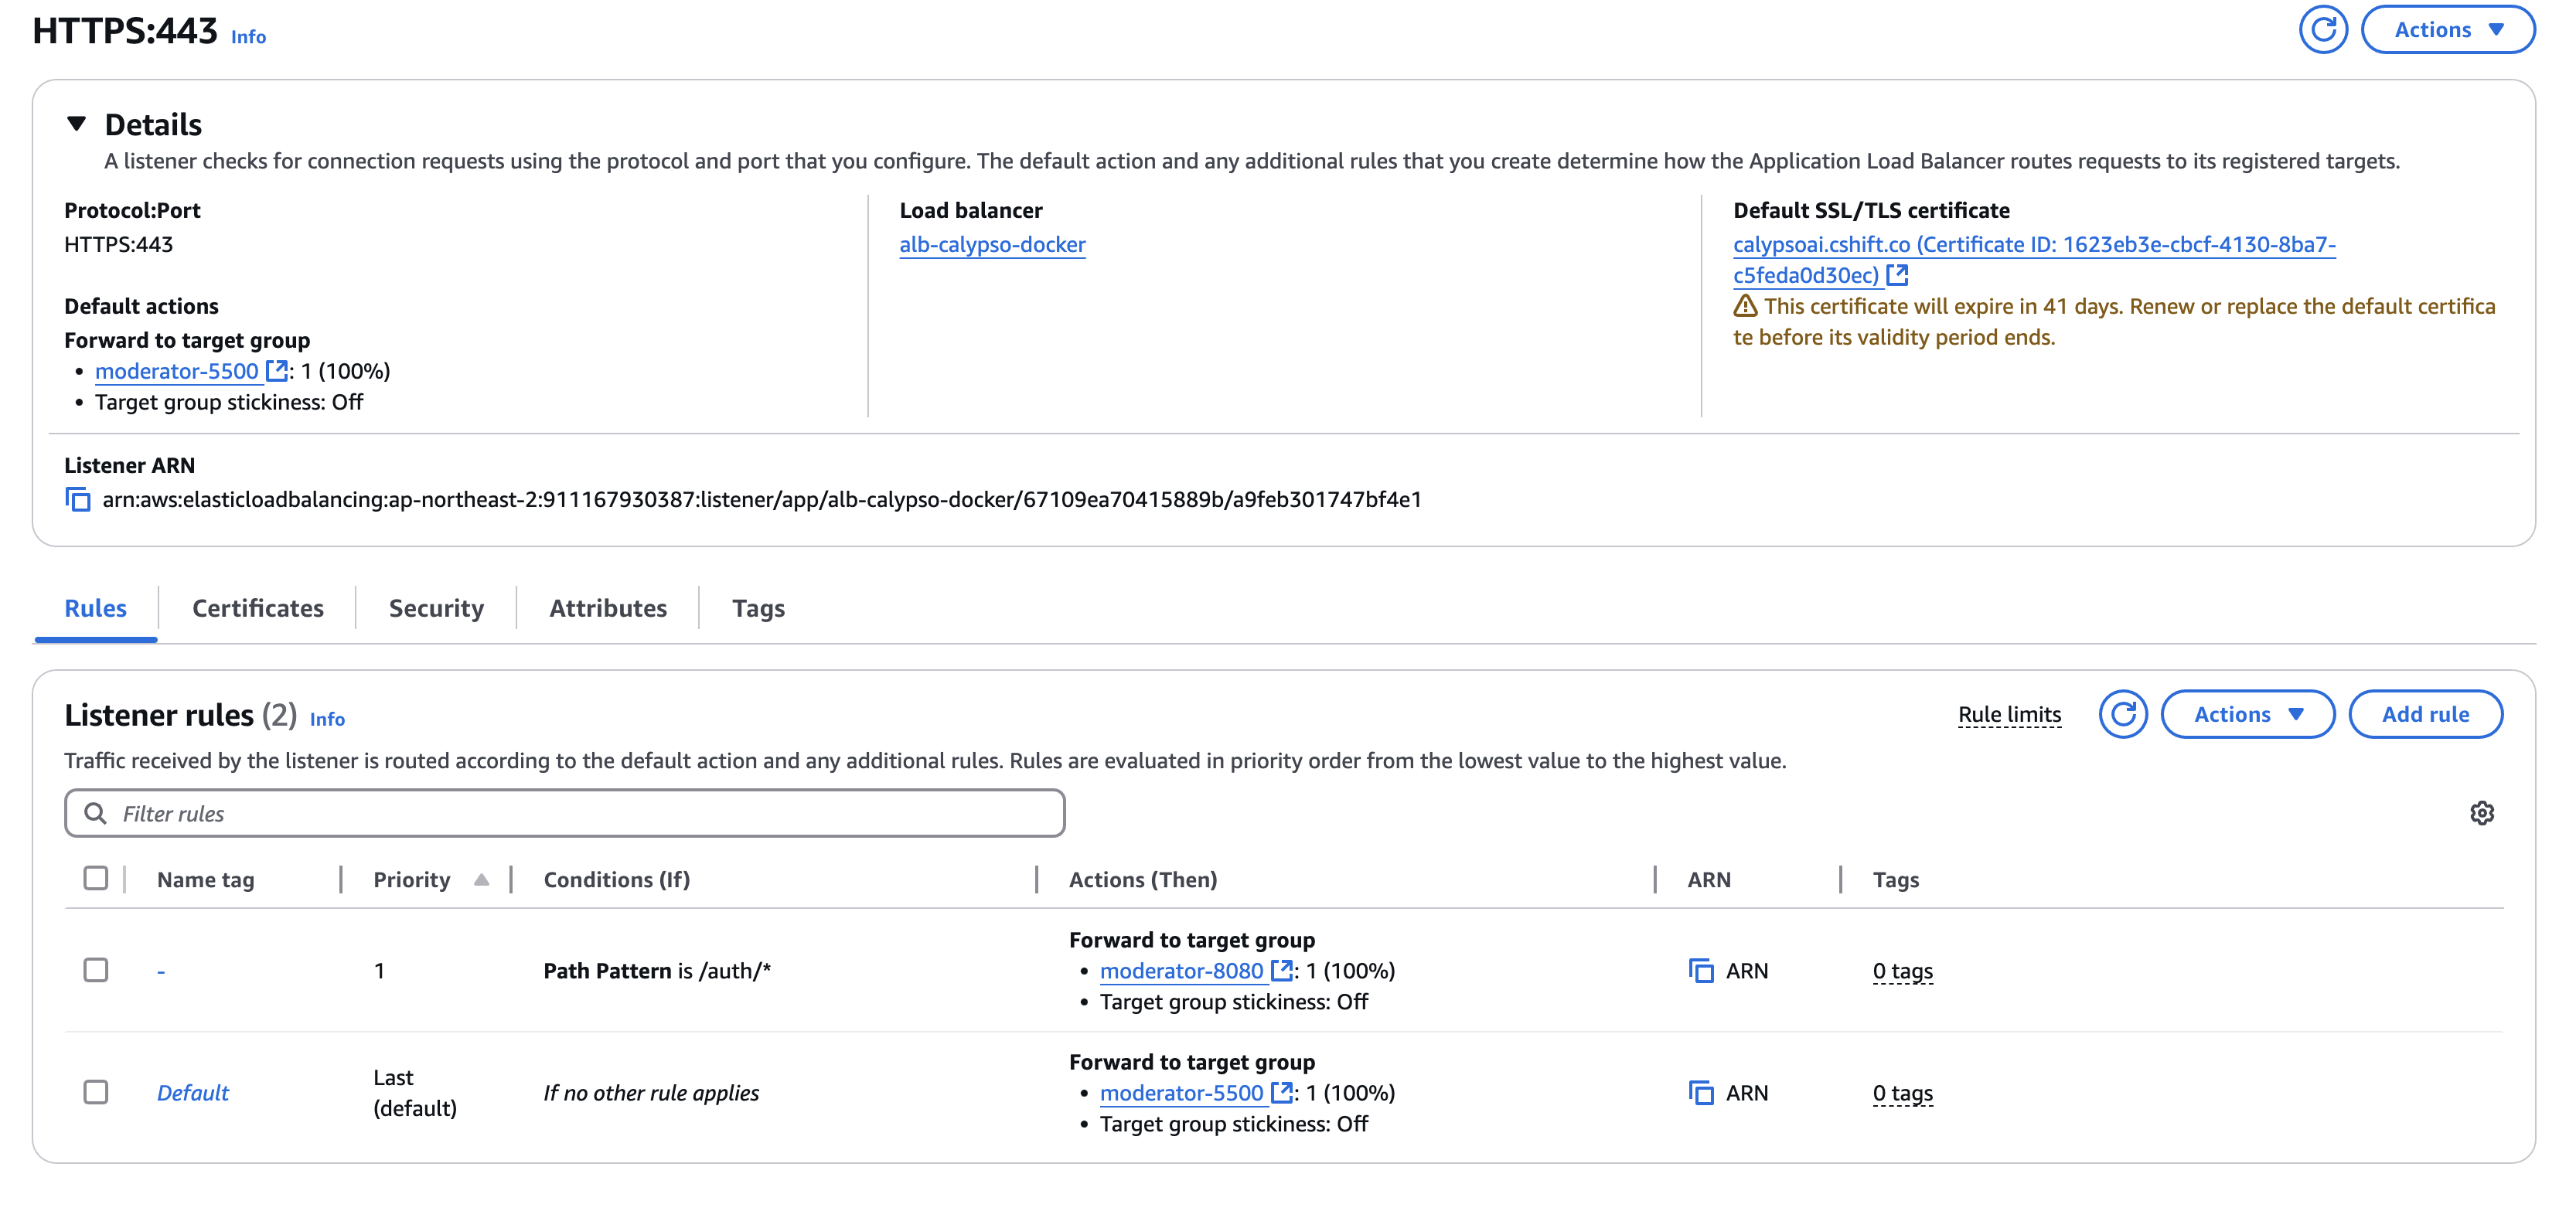 HTTPS:443 Info
Actions
Details
A listener checks for connection requests using the protocol and port that you configure. The default action and any additional rules that you create determine how the Application Load Balancer routes requests to its registered targets.
Protocol:Port
HTTPS:443
Default actions
Forward to target group
• moderator-5500 : 1 (100%)
• Target group stickiness: Off
Load balancer
alb-calypso-docker
Default SSL/TLS certificate
calypsoai.cshift.co (Certificate ID: 1623eb3e-cbcf-4130-8ba7-
c5feda0d30ec)
This certificate will expire in 41 days. Renew or replace the default certifica
te before its validity period ends.
Listener ARN
arn:aws:elasticloadbalancing:ap-northeast-2:911167930387:listener/app/alb-calypso-docker/67109ea70415889b/a9feb301747bf4e1
Rules Certificates Security Attributes Tags
Listener rules (2) Info
Rule limits Actions Add rule
Traffic received by the listener is routed according to the default action and any additional rules. Rules are evaluated in priority order from the lowest value to the highest value.
Filter rules
Name tag Priority Conditions (If) Actions (Then) ARN Tags
- 1 Path Pattern is /auth/*
Forward to target group
• moderator-8080 : 1 (100%)
• Target group stickiness: Off
ARN 0 tags
Default
Last
(default)
If no other rule applies
Forward to target group
• moderator-5500 : 1 (100%)
• Target group stickiness: Off
ARN 0 tags